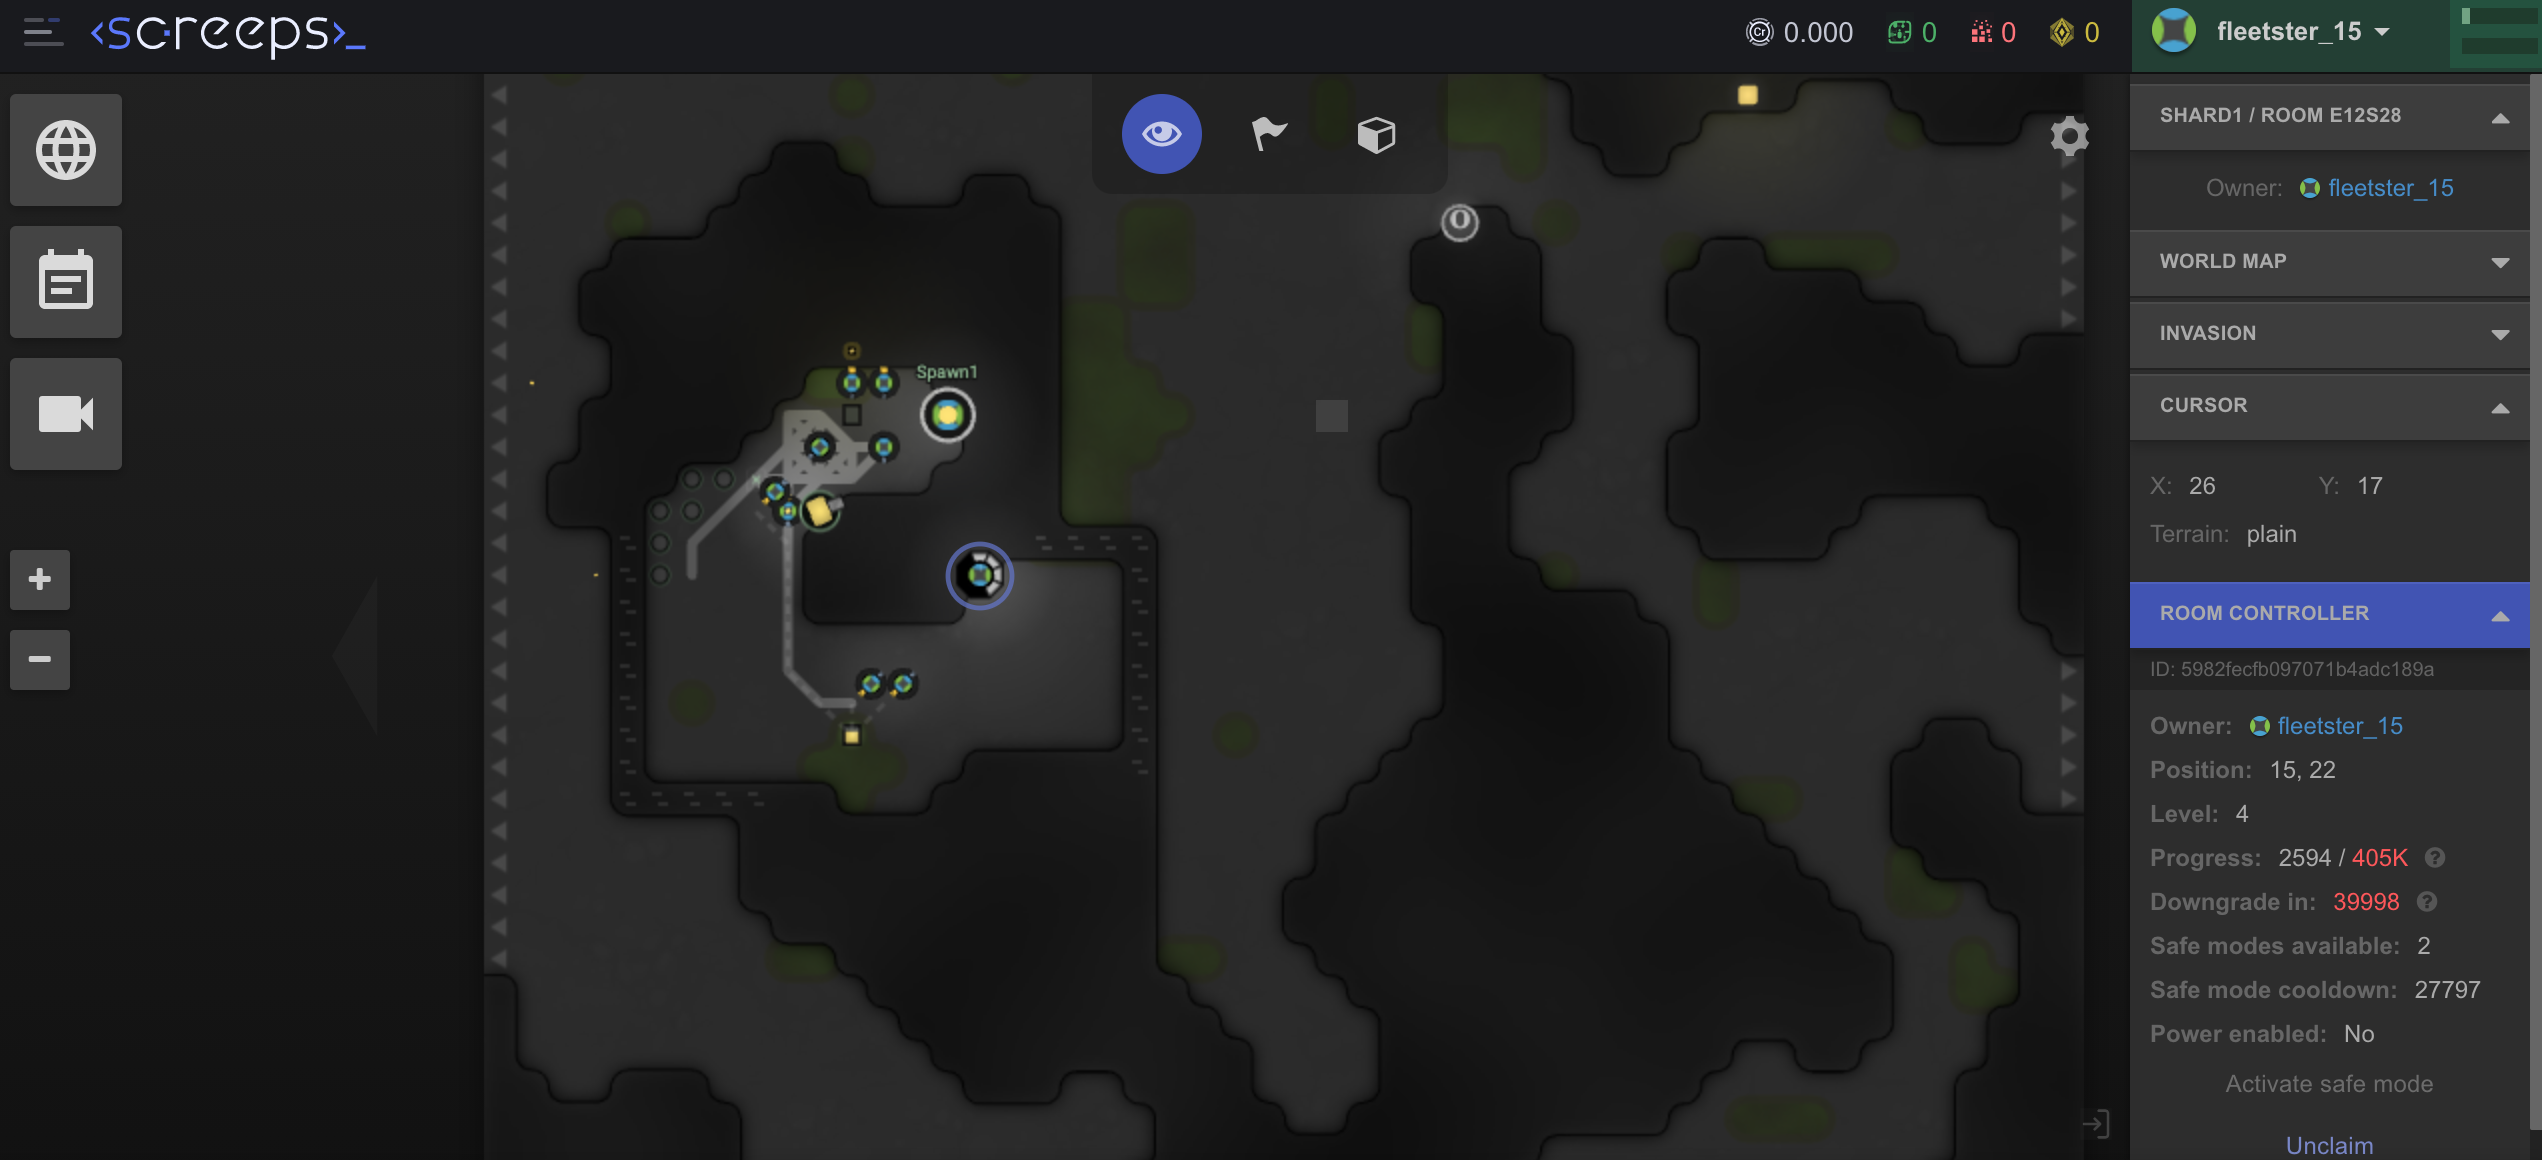 <screeps>_
0.000
0
0
0
fleetster_15
Spawn1
O
SHARD1 / ROOM E12S28
Owner: fleetster_15
WORLD MAP
INVASION
CURSOR
X: 26 Y: 17
Terrain: plain
ROOM CONTROLLER
ID: 5982fecfb097071b4adc189a
Owner: fleetster_15
Position: 15, 22
Level: 4
Progress: 2594 / 405K ?
Downgrade in: 39998 ?
Safe modes available: 2
Safe mode cooldown: 27797
Power enabled: No
Activate safe mode
Unclaim